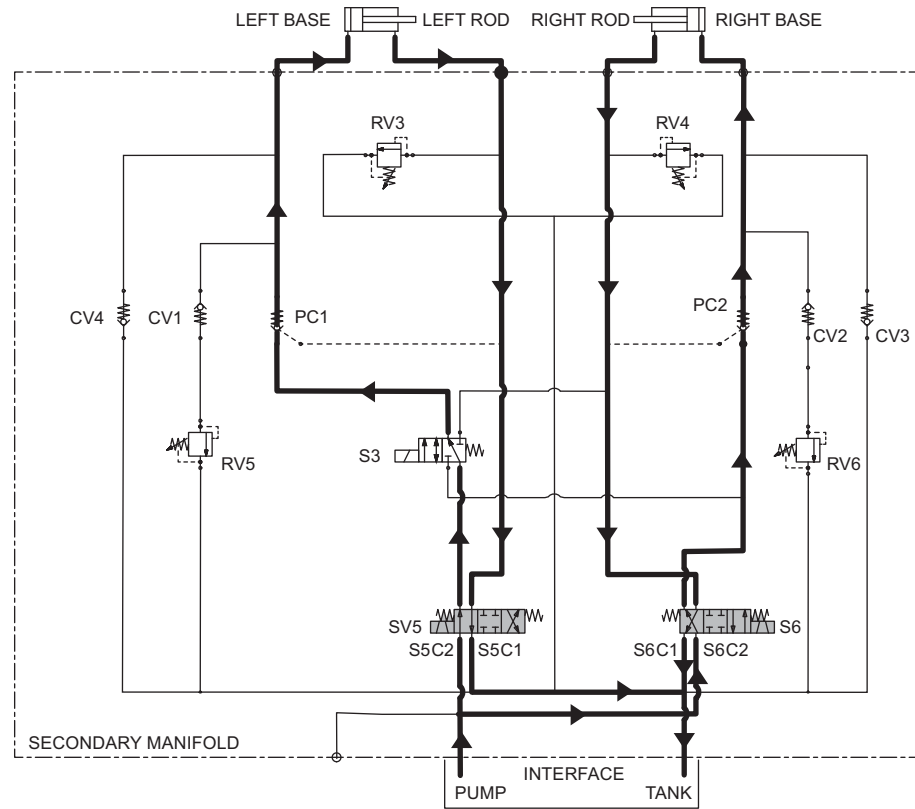 LEFT BASE LEFT ROD RIGHT ROD RIGHT BASE
RV3 RV4
CV4 CV1 PC1 PC2 CV2 CV3
S3 RV5 RV6
SV5 S6
S5C2 S5C1 S6C1 S6C2
SECONDARY MANIFOLD
INTERFACE
PUMP TANK